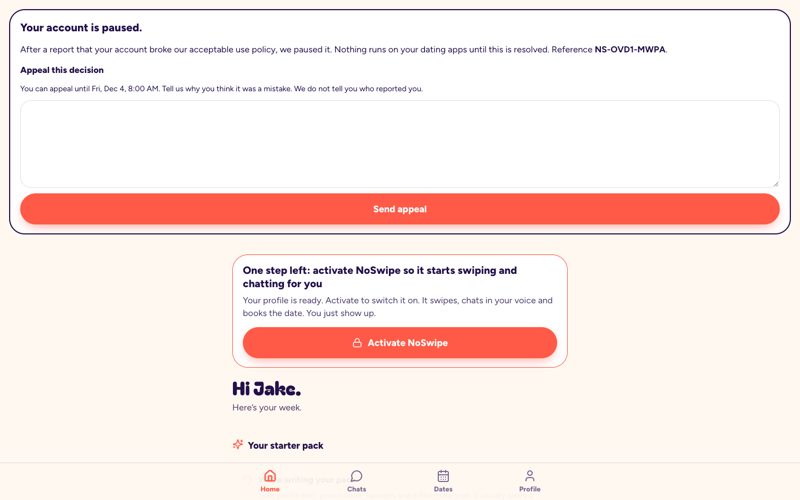 Your account is paused.
After a report that your account broke our acceptable use policy, we paused it. Nothing runs on your dating apps until this is resolved. Reference NS-OVD1-MWPA.
Appeal this decision
You can appeal until Fri, Dec 4, 8:00 AM. Tell us why you think it was a mistake. We do not tell you who reported you.
Send appeal
One step left: activate NoSwipe so it starts swiping and
chatting for you
Your profile is ready. Activate to switch it on. It swipes, chats in your voice and
books the date. You just show up.
Activate NoSwipe
Hi Jake.
Here's your week.
Your starter pack
Home
Chats
Dates
Profile